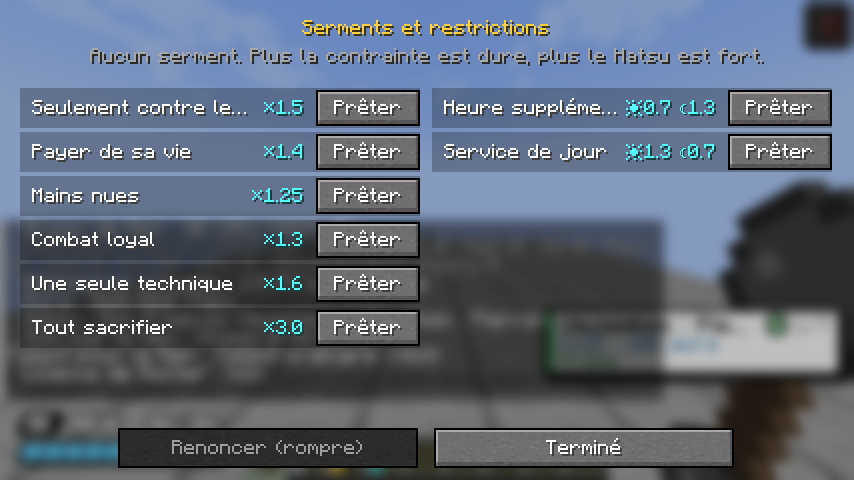 Serments et restrictions
Aucun serment. Plus la contrainte est dure, plus le Hatsu est fort.
Seulement contre le... ×1.5 Prêter
Heure suppléme... ☀0.7 ☾1.3 Prêter
Payer de sa vie ×1.4 Prêter
Service de jour ☀1.3 ☾0.7 Prêter
Mains nues ×1.25 Prêter
Combat loyal ×1.3 Prêter
Une seule technique ×1.6 Prêter
Tout sacrifier ×3.0 Prêter
Renoncer (rompre)
Terminé